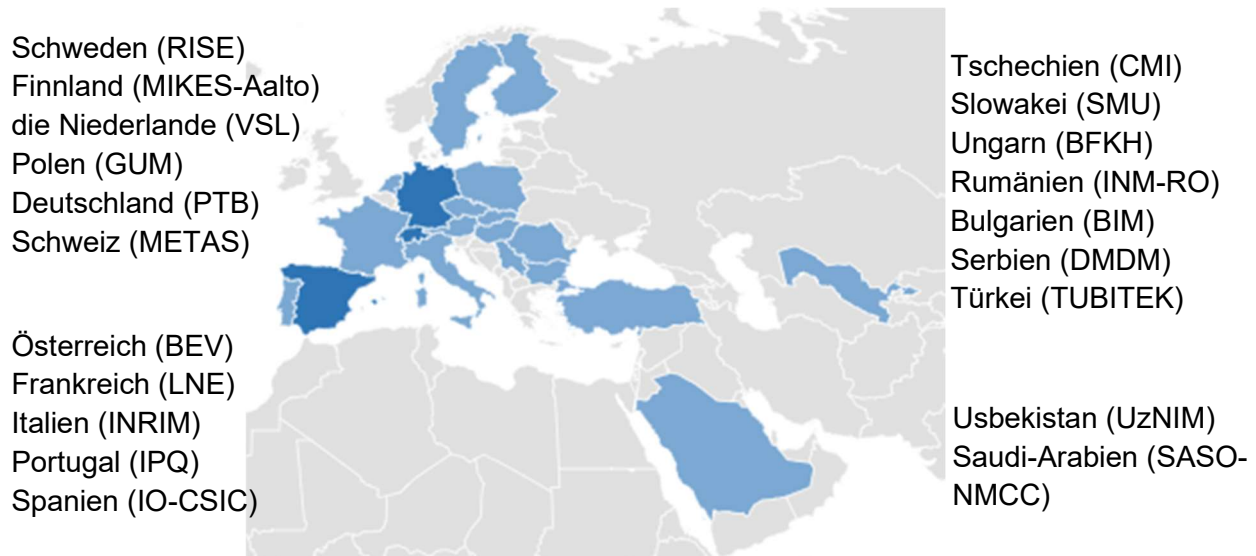 Schweden (RISE)
Finnland (MIKES-Aalto)
die Niederlande (VSL)
Polen (GUM)
Deutschland (PTB)
Schweiz (METAS)
Österreich (BEV)
Frankreich (LNE)
Italien (INRIM)
Portugal (IPQ)
Spanien (IO-CSIC)
Tschechien (CMI)
Slowakei (SMU)
Ungarn (BFKH)
Rumänien (INM-RO)
Bulgarien (BIM)
Serbien (DMDM)
Türkei (TUBITEK)
Usbekistan (UzNIM)
Saudi-Arabien (SASO-
NMCC)